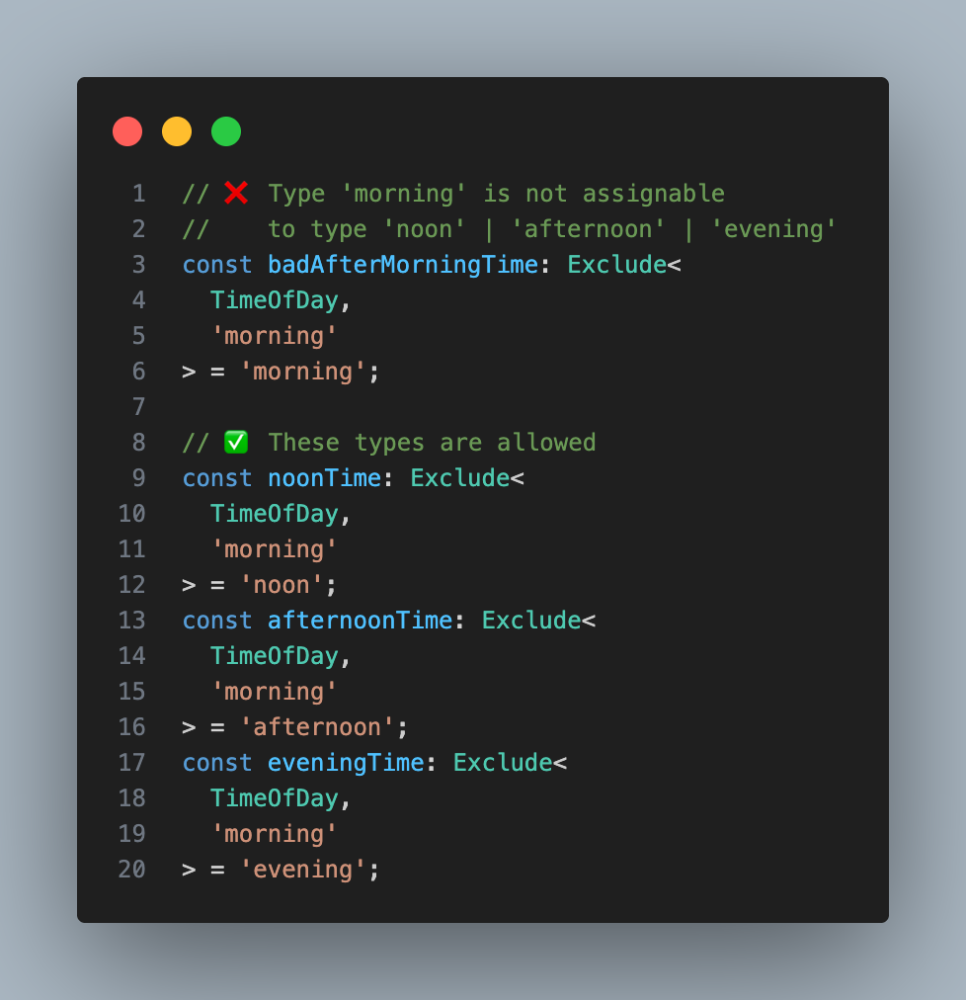 1 // ❌ Type 'morning' is not assignable
2 //    to type 'noon' | 'afternoon' | 'evening'
3 const badAfterMorningTime: Exclude<
4   TimeOfDay,
5   'morning'
6 > = 'morning';
7
8 // ✅ These types are allowed
9 const noonTime: Exclude<
10   TimeOfDay,
11   'morning'
12 > = 'noon';
13 const afternoonTime: Exclude<
14   TimeOfDay,
15   'morning'
16 > = 'afternoon';
17 const eveningTime: Exclude<
18   TimeOfDay,
19   'morning'
20 > = 'evening';